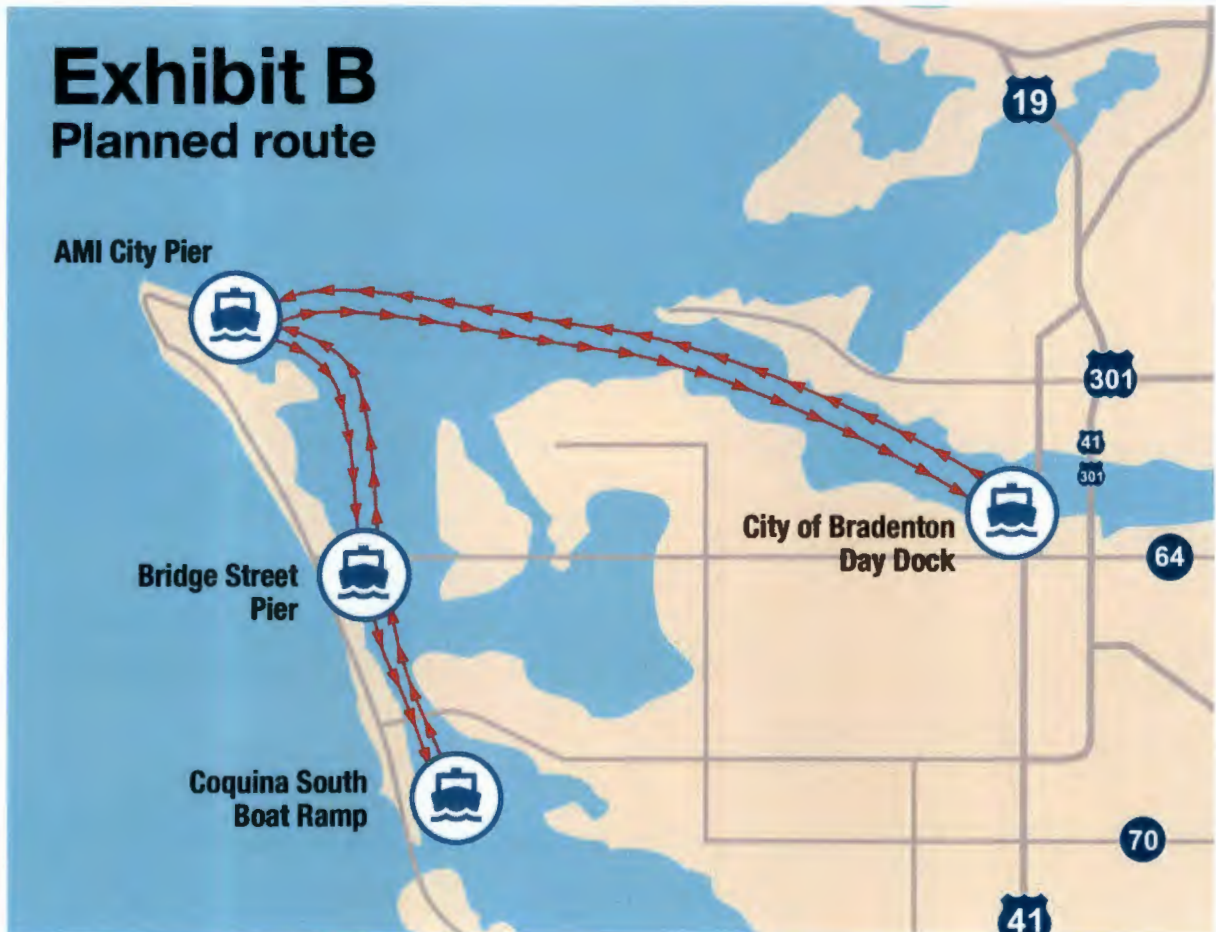 Exhibit B
Planned route
19
AMI City Pier
301
41
301
City of Bradenton
Day Dock
64
Bridge Street
Pier
Coquina South
Boat Ramp
70
41